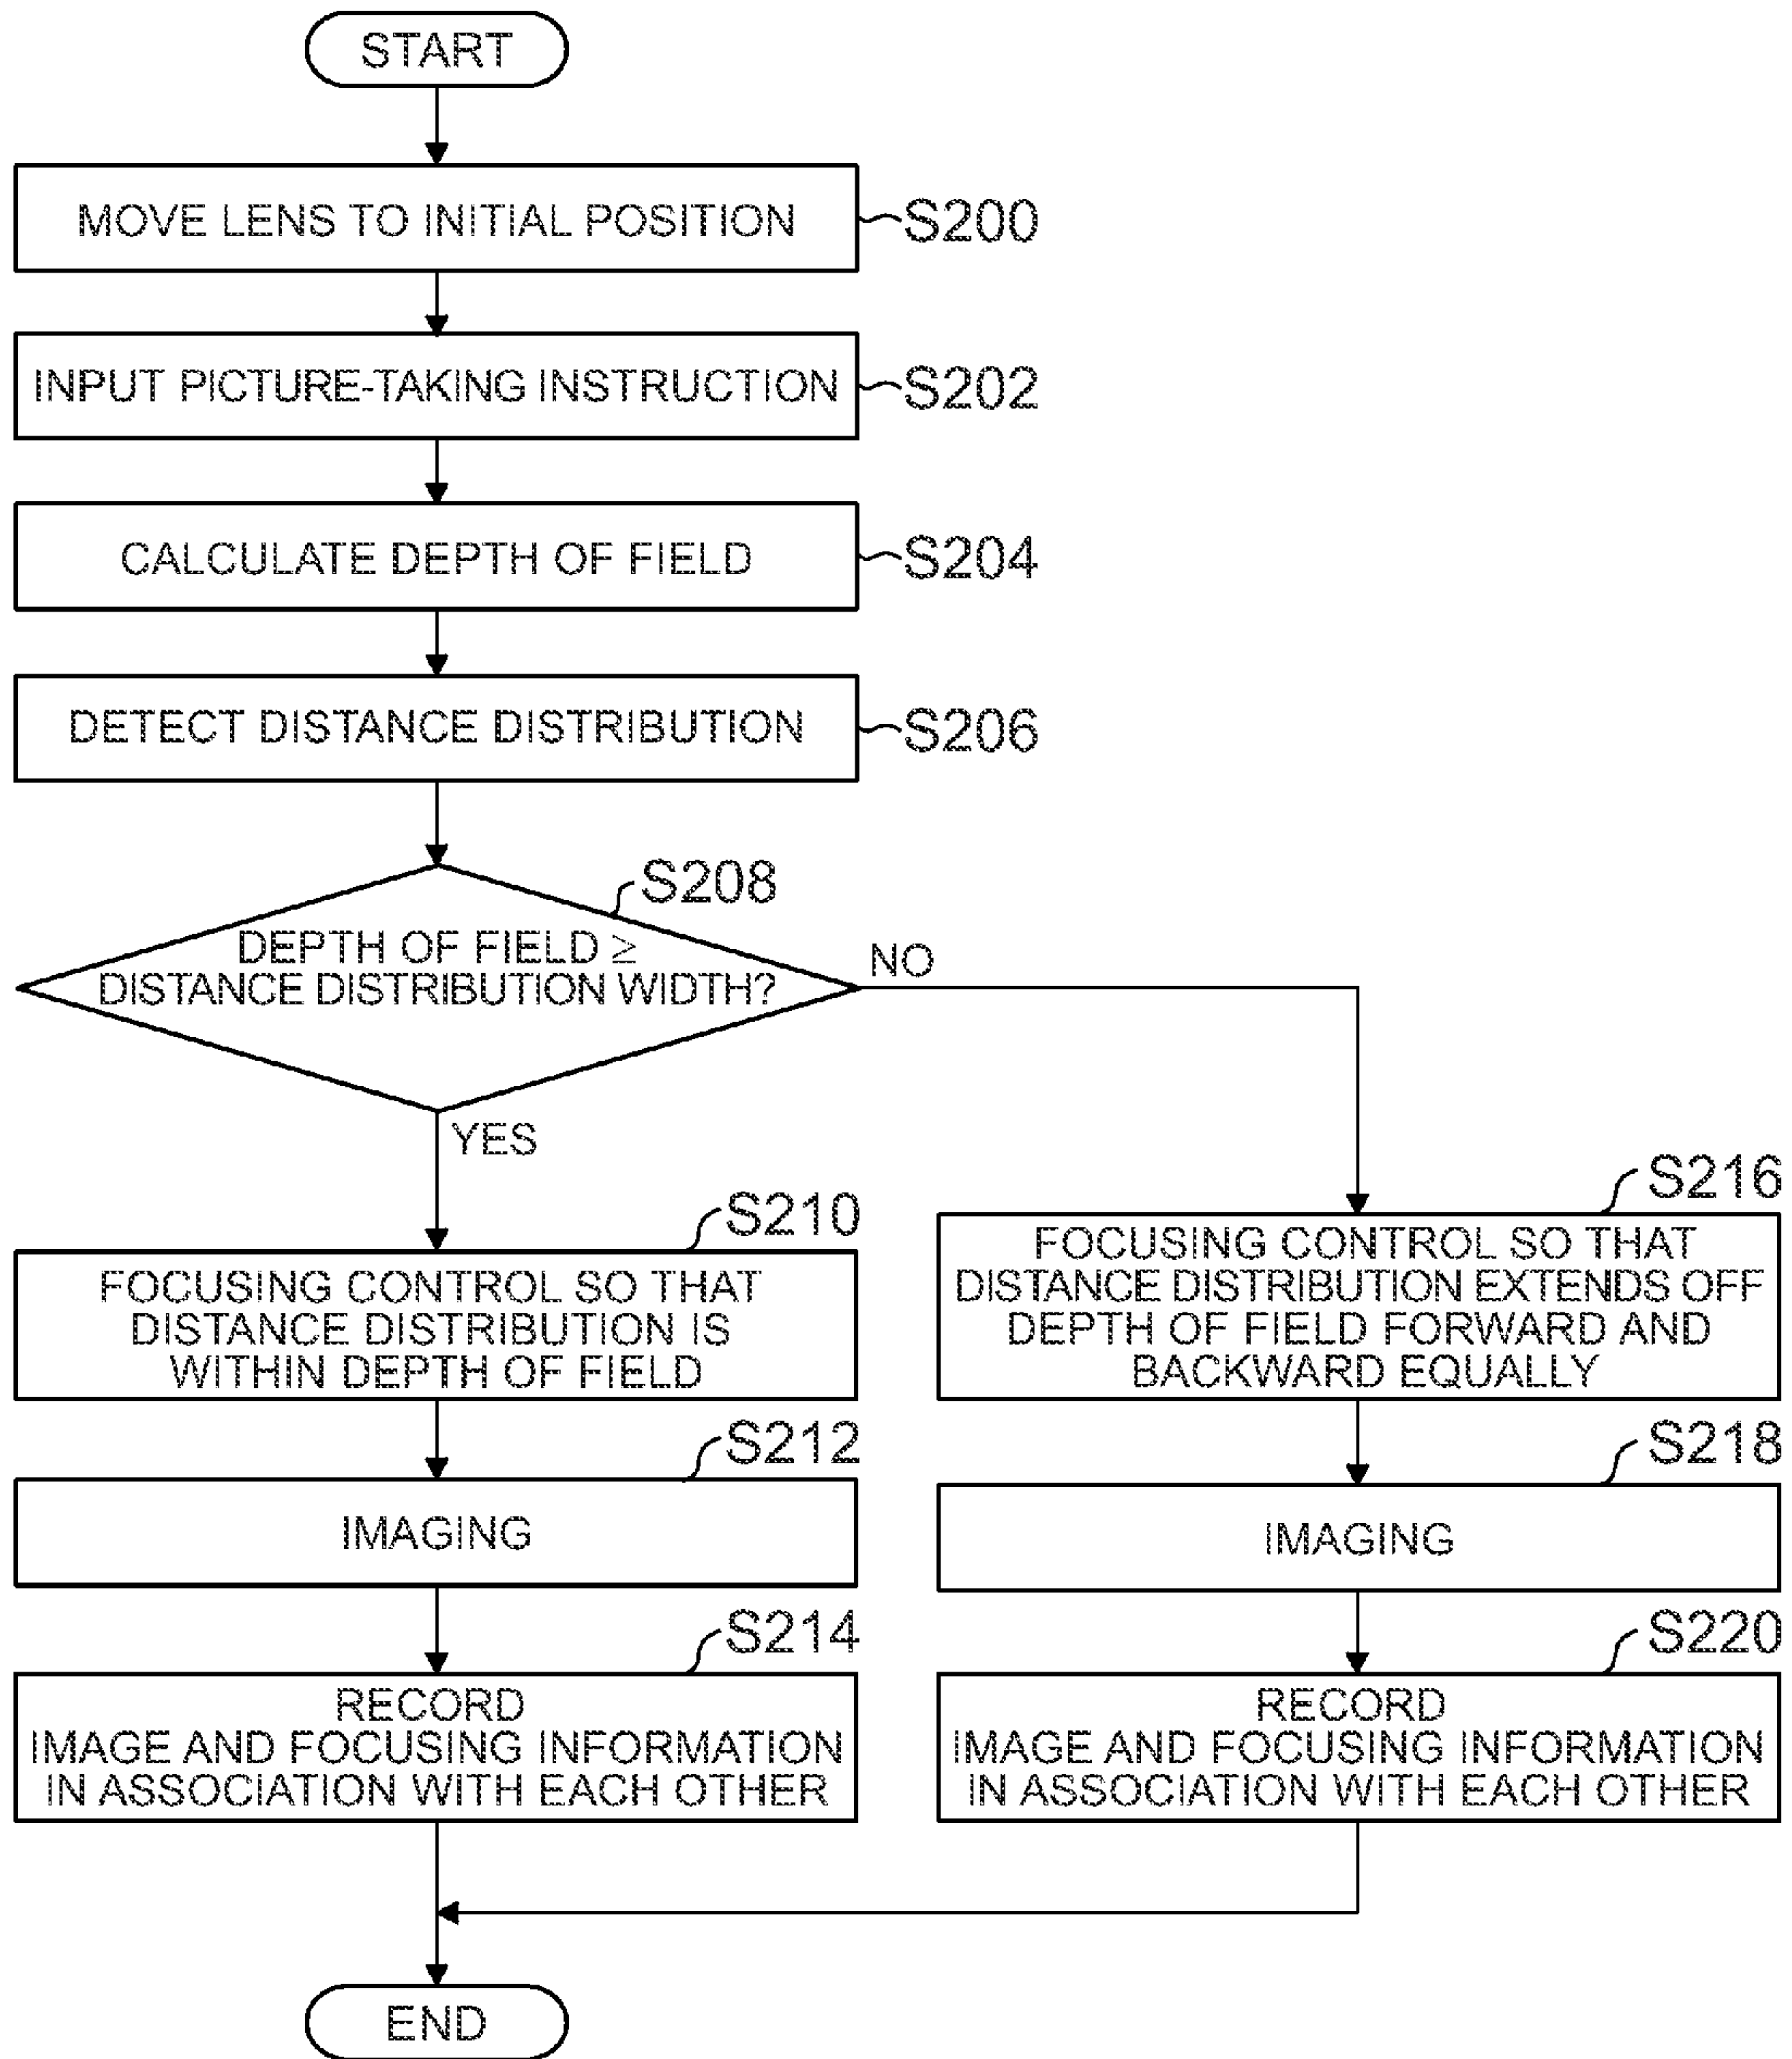 START
MOVE LENS TO INITIAL POSITION
S200
INPUT PICTURE-TAKING INSTRUCTION
S202
CALCULATE DEPTH OF FIELD
S204
DETECT DISTANCE DISTRIBUTION
S206
S208
DEPTH OF FIELD ≥
DISTANCE DISTRIBUTION WIDTH?
NO
YES
S210
FOCUSING CONTROL SO THAT
DISTANCE DISTRIBUTION IS
WITHIN DEPTH OF FIELD
S212
IMAGING
S214
RECORD
IMAGE AND FOCUSING INFORMATION
IN ASSOCIATION WITH EACH OTHER
S216
FOCUSING CONTROL SO THAT
DISTANCE DISTRIBUTION EXTENDS OFF
DEPTH OF FIELD FORWARD AND
BACKWARD EQUALLY
S218
IMAGING
S220
RECORD
IMAGE AND FOCUSING INFORMATION
IN ASSOCIATION WITH EACH OTHER
END